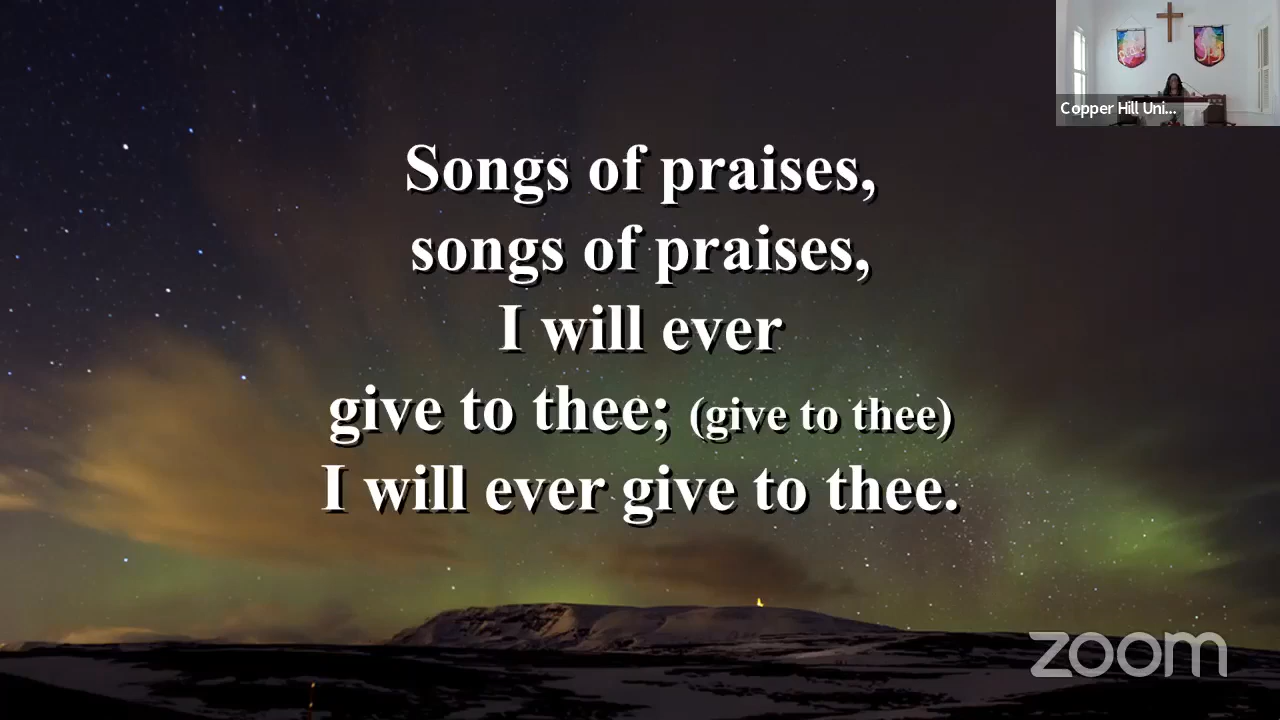 Copper Hill Uni...
Songs of praises,
songs of praises,
I will ever
give to thee; (give to thee)
I will ever give to thee.
zoom